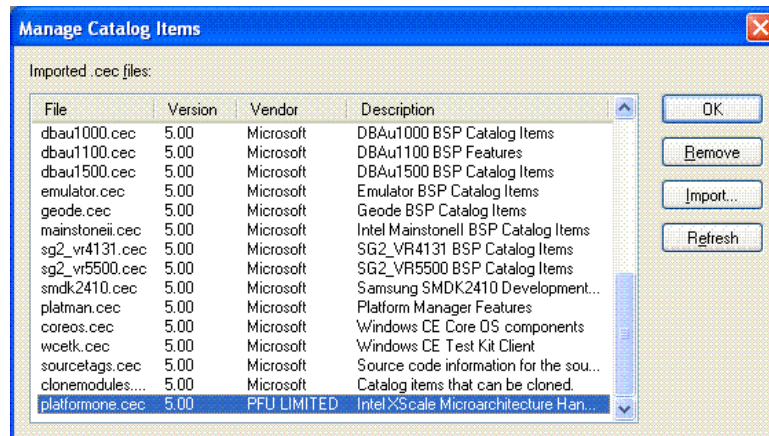 Manage Catalog Items
Imported .cec files:
File Version Vendor Description
dbau1000.cec 5.00 Microsoft DBAu1000 BSP Catalog Items
dbau1100.cec 5.00 Microsoft DBAu1100 BSP Features
dbau1500.cec 5.00 Microsoft DBAu1500 BSP Catalog Items
emulator.cec 5.00 Microsoft Emulator BSP Catalog Items
geode.cec 5.00 Microsoft Geode BSP Catalog Items
mainstoneii.cec 5.00 Microsoft Intel MainstoneII BSP Catalog Items
sg2_vr4131.cec 5.00 Microsoft SG2_VR4131 BSP Catalog Items
sg2_vr5500.cec 5.00 Microsoft SG2_VR5500 BSP Catalog Items
smdk2410.cec 5.00 Microsoft Samsung SMDK2410 Development...
platman.cec 5.00 Microsoft Platform Manager Features
coreos.cec 5.00 Microsoft Windows CE Core OS components
wcetk.cec 5.00 Microsoft Windows CE Test Kit Client
sourcetags.cec 5.00 Microsoft Source code information for the sou...
clonemodules.... 5.00 Microsoft Catalog items that can be cloned.
platformone.cec 5.00 PFU LIMITED Intel XScale Microarchitecture Han...
OK
Remove
Import...
Refresh